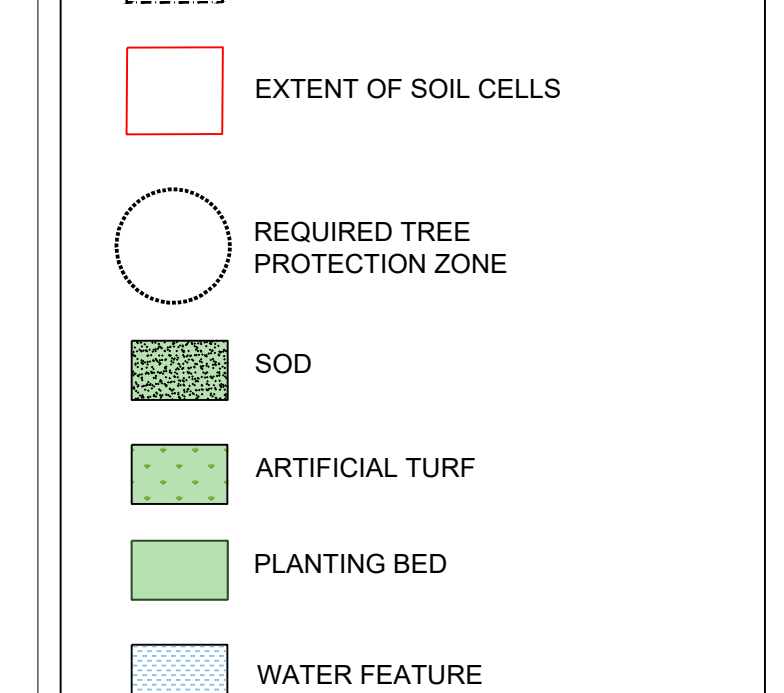 EXTENT OF SOIL CELLS
REQUIRED TREE
PROTECTION ZONE
SOD
ARTIFICIAL TURF
PLANTING BED
WATER FEATURE